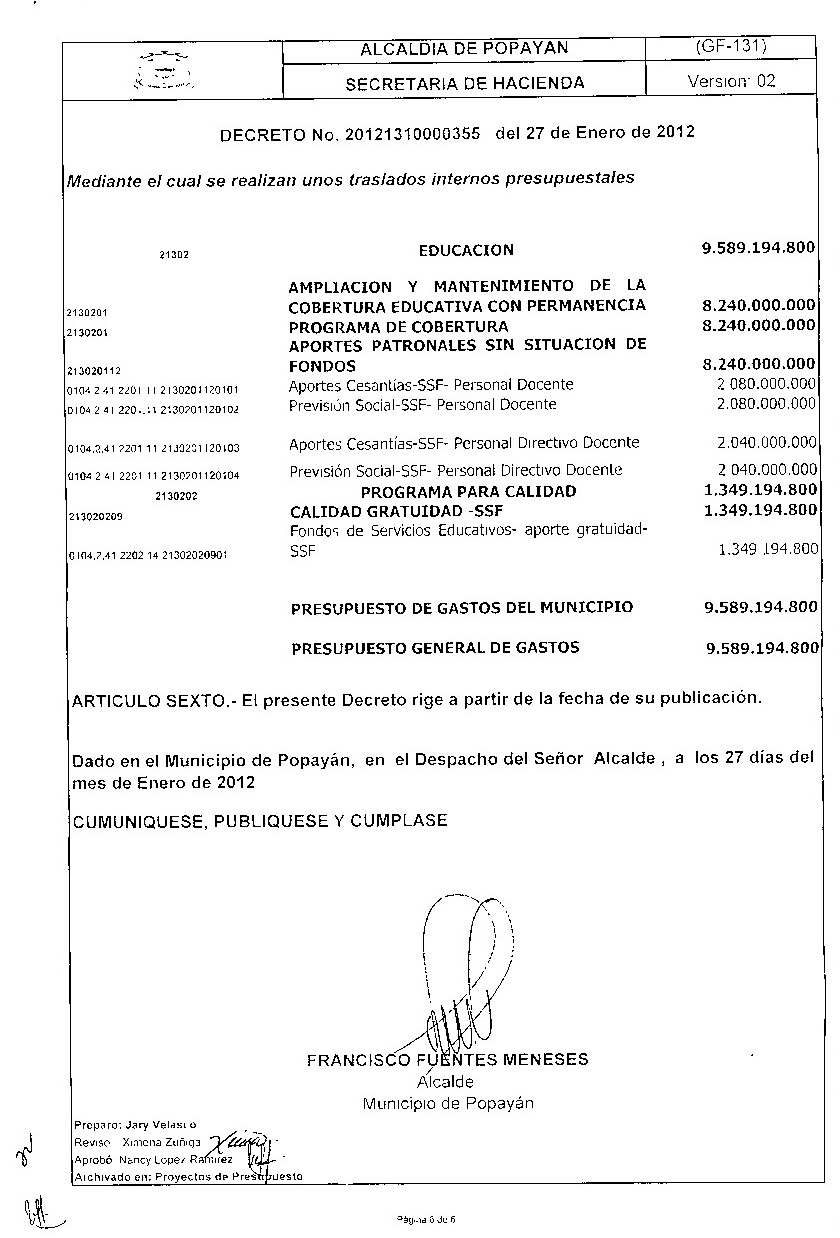 ALCALDIA DE POPAYAN
(GF-131)
SECRETARIA DE HACIENDA
Version: 02
DECRETO No. 20121310000355 del 27 de Enero de 2012
Mediante el cual se realizan unos traslados internos presupuestales
21302 EDUCACION 9.589.194.800
AMPLIACION Y MANTENIMIENTO DE LA
2130201 COBERTURA EDUCATIVA CON PERMANENCIA 8.240.000.000
2130201 PROGRAMA DE COBERTURA 8.240.000.000
APORTES PATRONALES SIN SITUACION DE
213020112 FONDOS 8.240.000.000
0104 2 41 2201 11 2130201120101 Aportes Cesantías-SSF- Personal Docente 2 080.000.000
0104 2 41 2201.11 2130201120102 Previsión Social-SSF- Personal Docente 2.080.000.000
0104.2.41 2201 11 2130201120103 Aportes Cesantías-SSF- Personal Directivo Docente 2.040.000.000
0104 2 41 2201 11 2130201120104 Previsión Social-SSF- Personal Directivo Docente 2 040.000.000
2130202 PROGRAMA PARA CALIDAD 1.349.194.800
213020209 CALIDAD GRATUIDAD -SSF 1.349.194.800
Fondos de Servicios Educativos- aporte gratuidad-
0104.2.41 2202 14 21302020901 SSF 1.349 194.800
PRESUPUESTO DE GASTOS DEL MUNICIPIO 9.589.194.800
PRESUPUESTO GENERAL DE GASTOS 9.589.194.800
ARTICULO SEXTO.- El presente Decreto rige a partir de la fecha de su publicación.
Dado en el Municipio de Popayán, en el Despacho del Señor Alcalde , a los 27 días del
mes de Enero de 2012
CUMUNIQUESE, PUBLIQUESE Y CUMPLASE
FRANCISCO FUENTES MENESES
Alcalde
Municipio de Popayán
Preparo: Jary Velasco
Reviso Ximena Zuñiga
Aprobó Nancy Lopez Ramirez
Archivado en: Proyectos de Presupuesto
Página 6 de 6